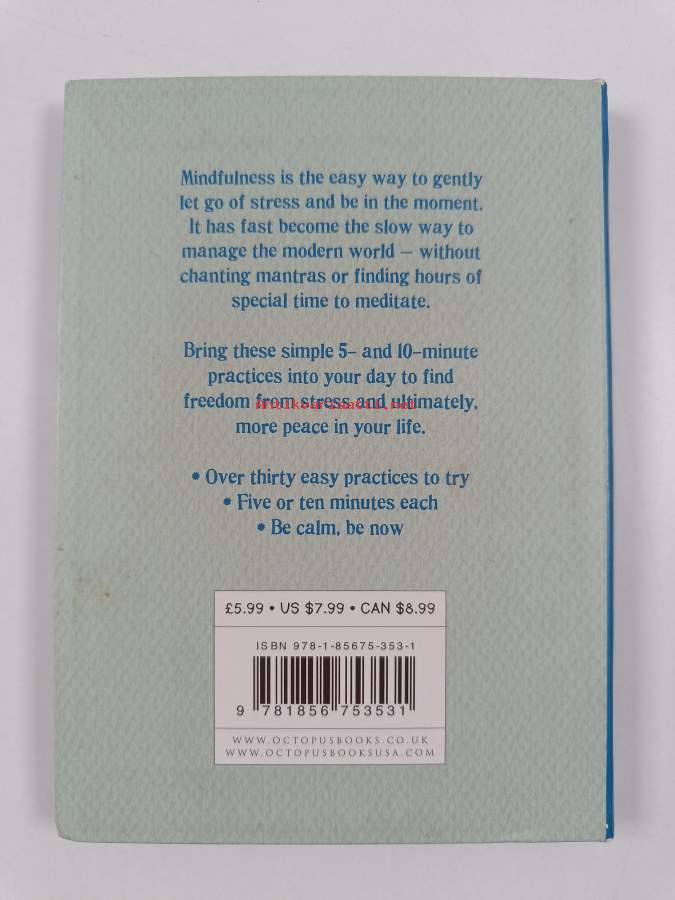 Mindfulness is the easy way to gently
let go of stress and be in the moment.
It has fast become the slow way to
manage the modern world – without
chanting mantras or finding hours of
special time to meditate.
Bring these simple 5- and 10-minute
practices into your day to find
freedom from stress and ultimately,
antikvariaatti.net
more peace in your life.
• Over thirty easy practices to try
• Five or ten minutes each
• Be calm, be now
£5.99 • US $7.99 • CAN $8.99
ISBN 978-1-85675-353-1
9 781856 753531
WWW.OCTOPUSBOOKS.CO.UK
WWW.OCTOPUSBOOKSUSA.COM